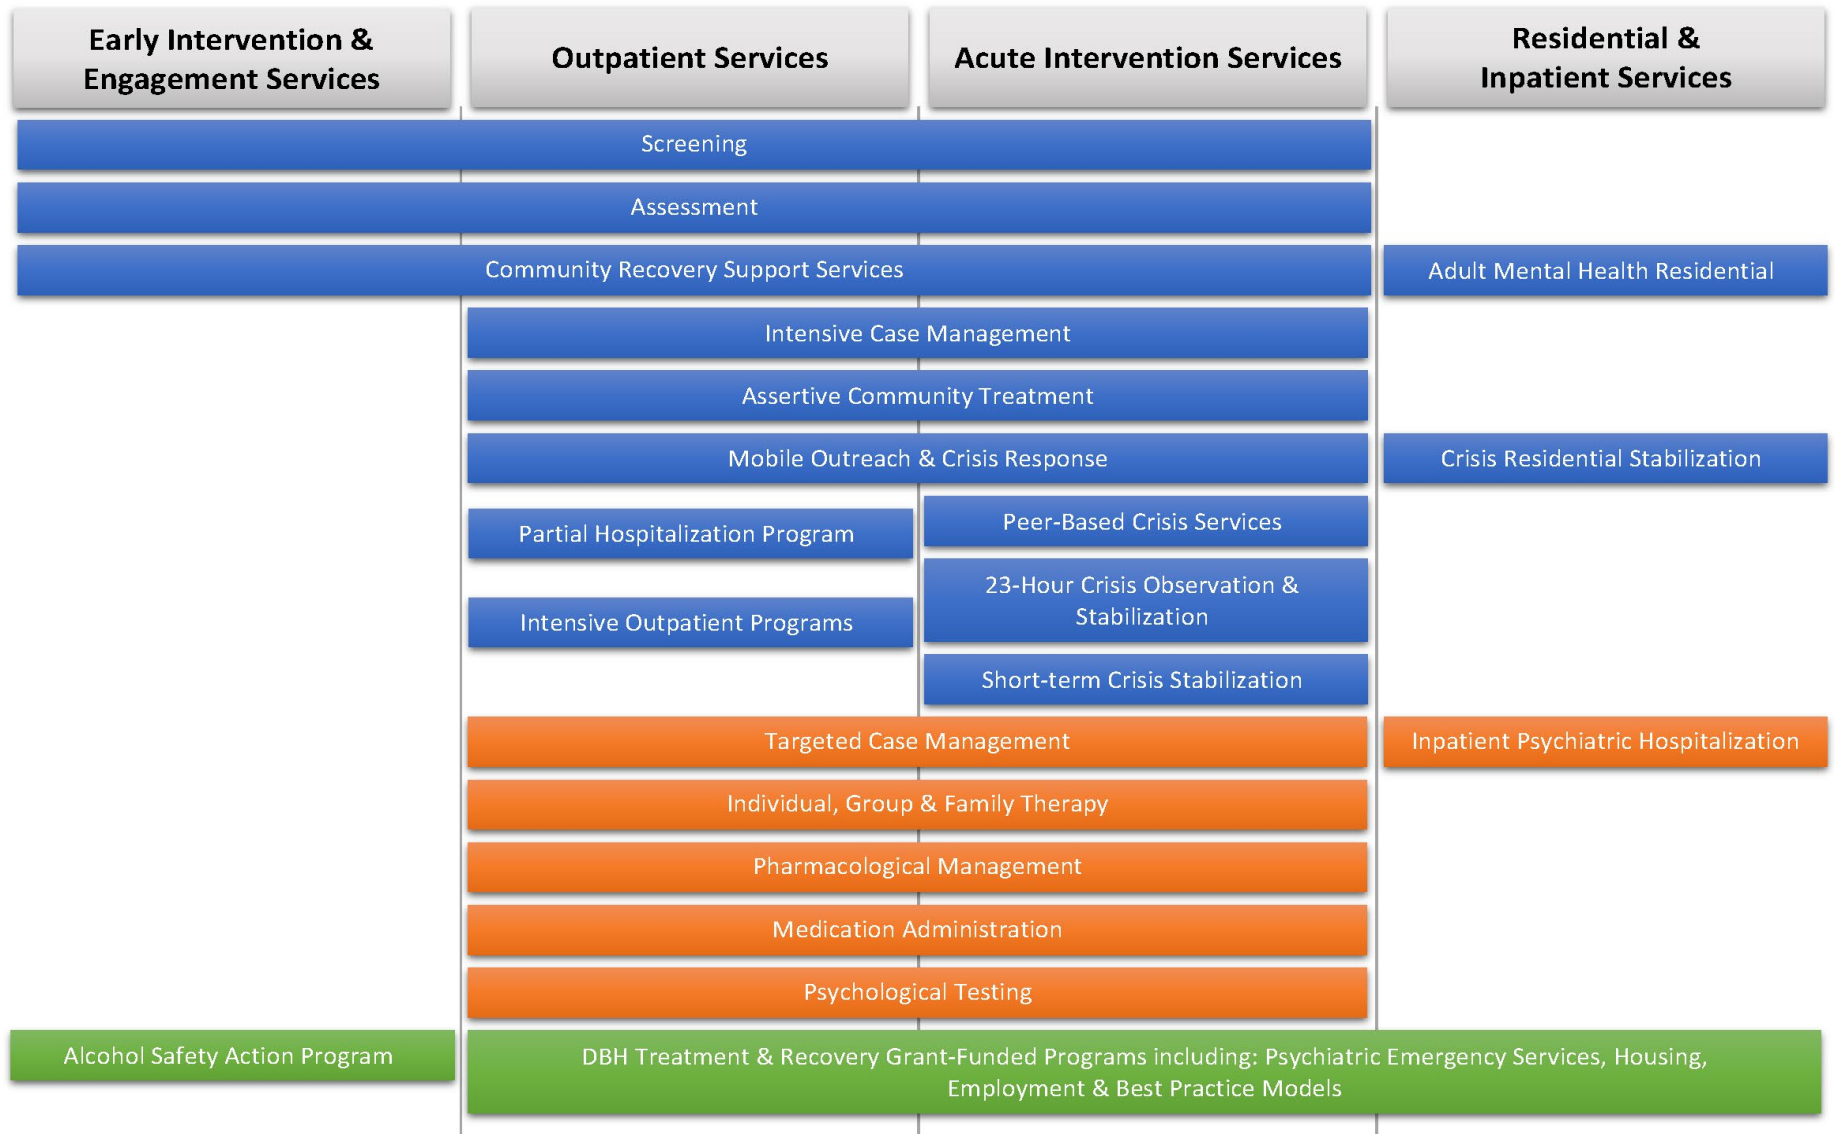 Early Intervention &
Engagement Services
Outpatient Services
Acute Intervention Services
Residential &
Inpatient Services
Screening
Assessment
Community Recovery Support Services
Adult Mental Health Residential
Intensive Case Management
Assertive Community Treatment
Mobile Outreach & Crisis Response
Crisis Residential Stabilization
Partial Hospitalization Program
Peer-Based Crisis Services
23-Hour Crisis Observation &
Stabilization
Intensive Outpatient Programs
Short-term Crisis Stabilization
Targeted Case Management
Inpatient Psychiatric Hospitalization
Individual, Group & Family Therapy
Pharmacological Management
Medication Administration
Psychological Testing
Alcohol Safety Action Program
DBH Treatment & Recovery Grant-Funded Programs including: Psychiatric Emergency Services, Housing,
Employment & Best Practice Models